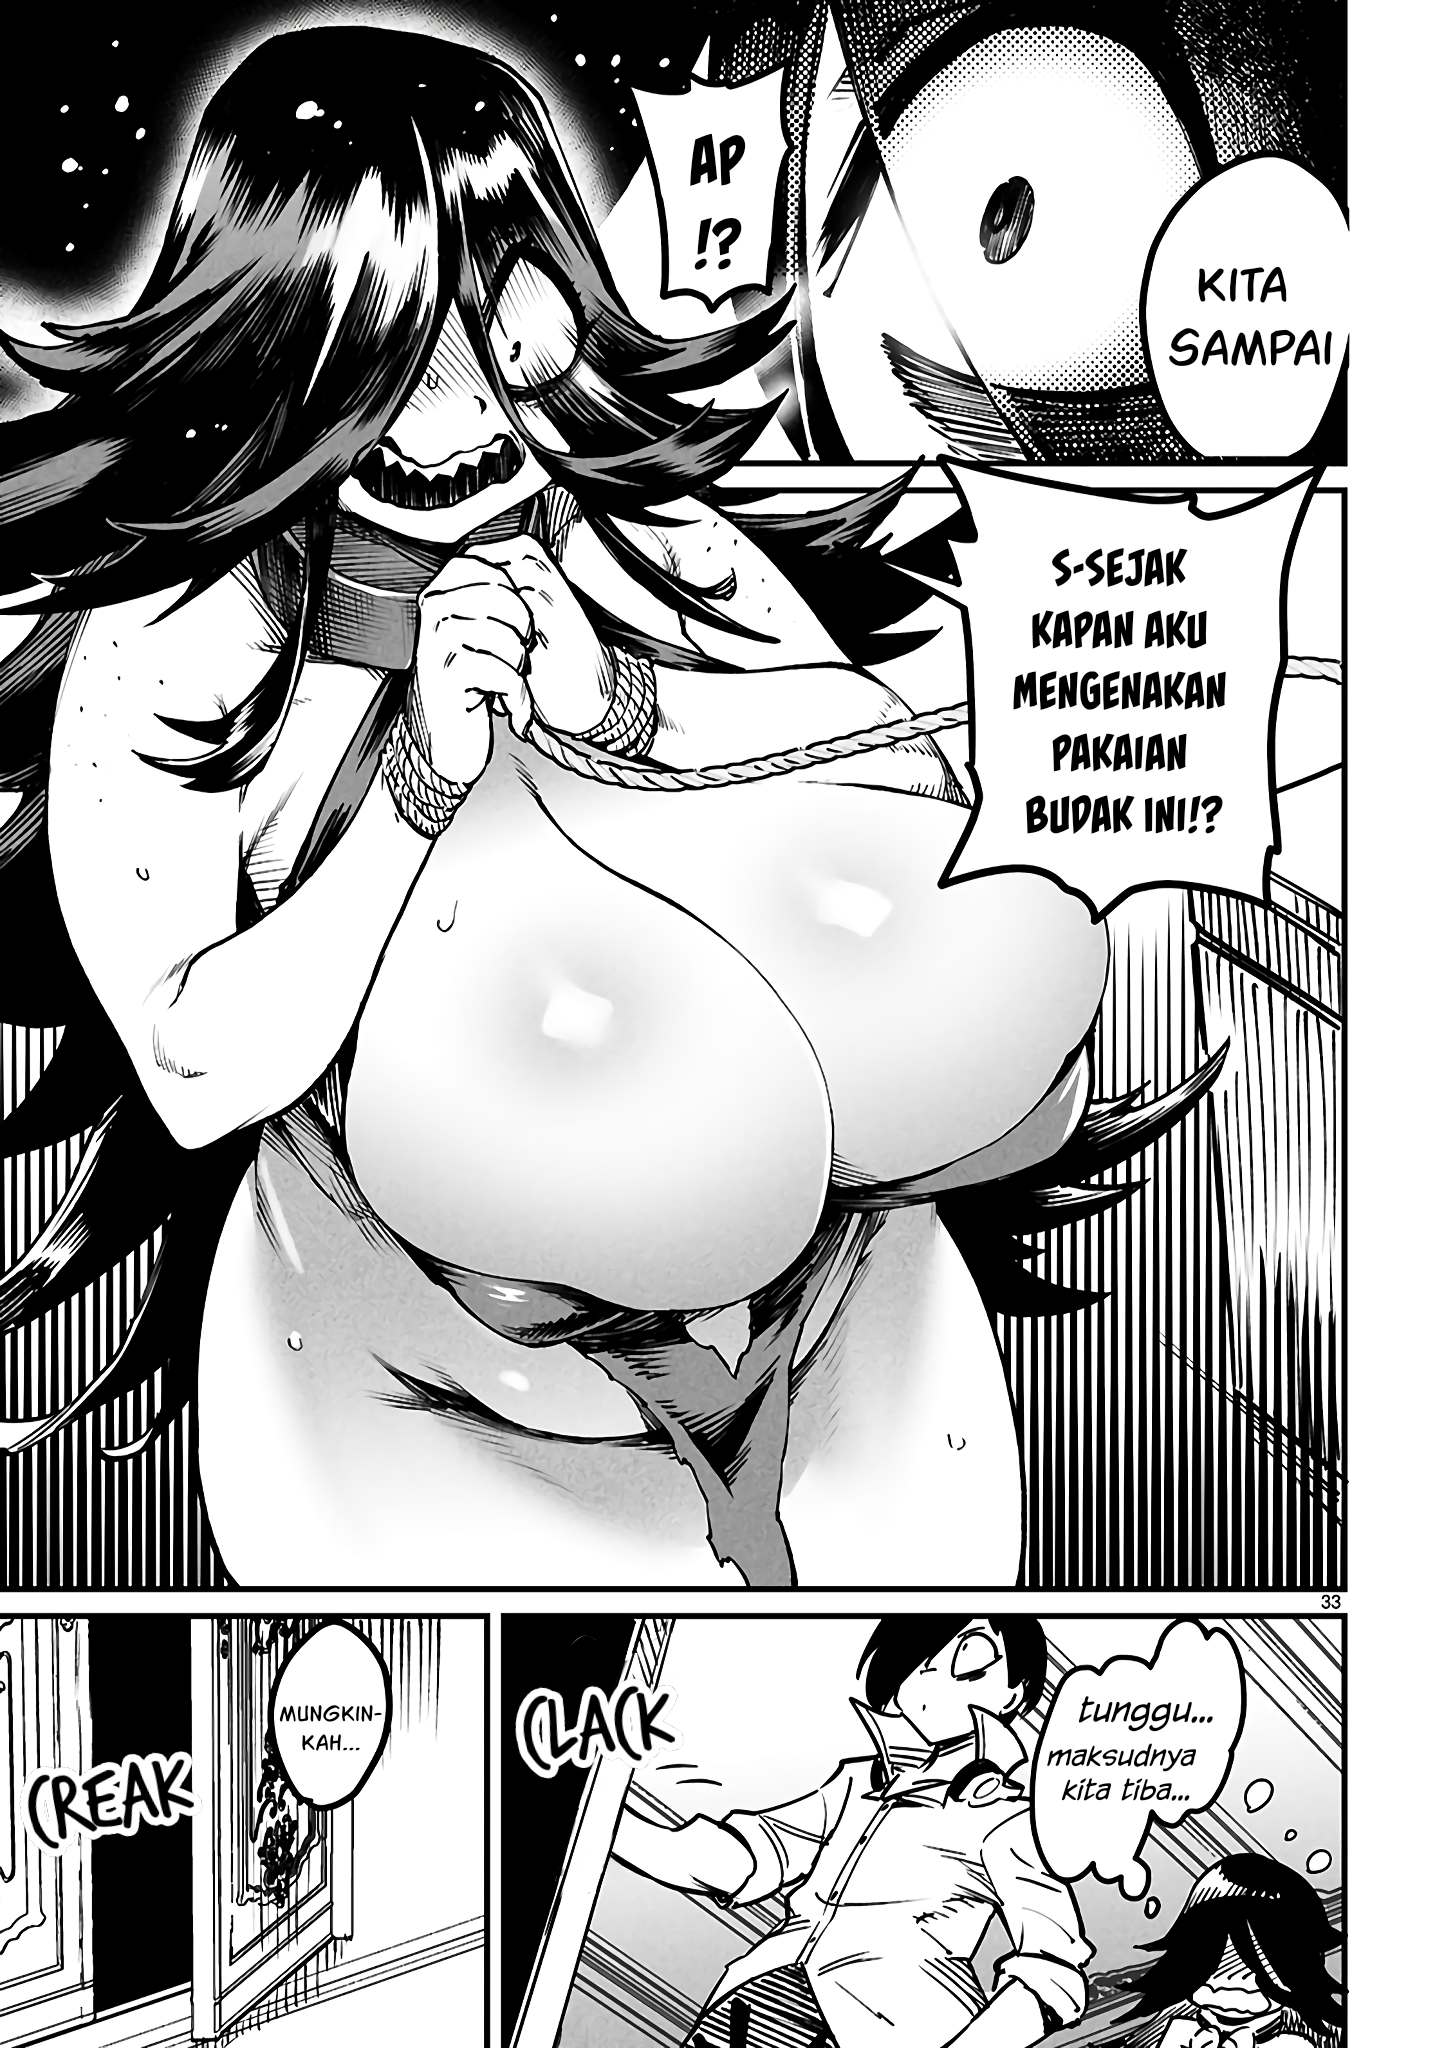 KITA
SAMPAI
AP
!?
S-SEJAK
KAPAN AKU
MENGENAKAN
PAKAIAN
BUDAK INI!?
33
tunggu...
maksudnya
kita tiba...
CLACK
MUNGKIN-
KAH...
CREAK